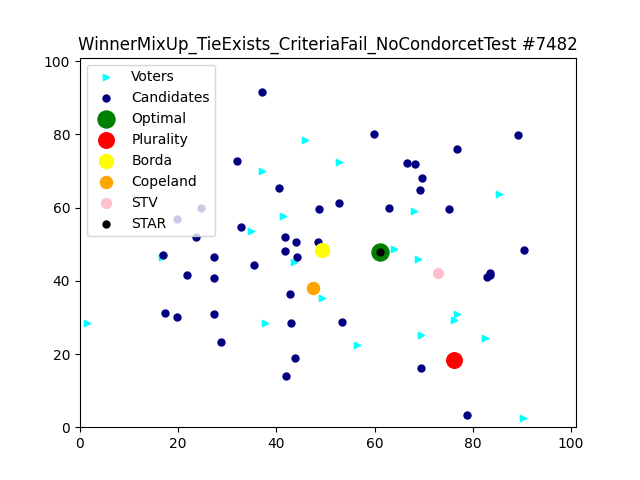 WinnerMixUp_TieExists_CriteriaFail_NoCondorcetTest #7482
100
80
60
40
20
0
Voters
Candidates
Optimal
Plurality
Borda
Copeland
STV
STAR
0 20 40 60 80 100